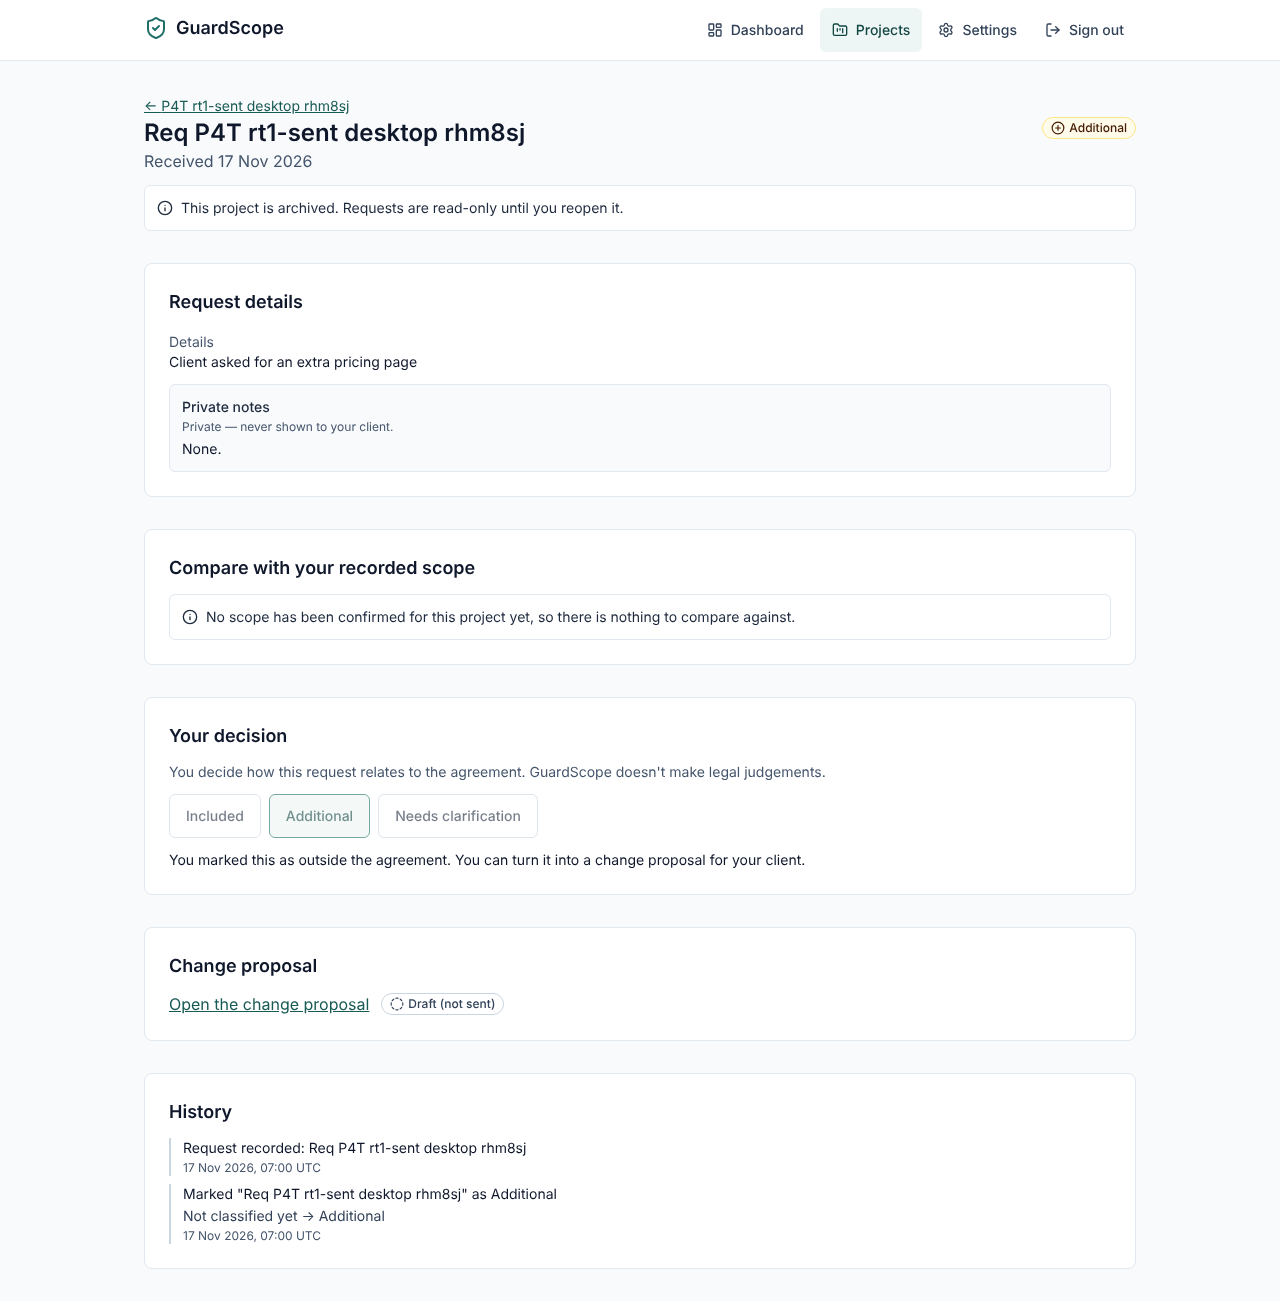 GuardScope
Dashboard
Projects
Settings
Sign out
← P4T rt1-sent desktop rhm8sj
Req P4T rt1-sent desktop rhm8sj
Additional
Received 17 Nov 2026
This project is archived. Requests are read-only until you reopen it.
Request details
Details
Client asked for an extra pricing page
Private notes
Private — never shown to your client.
None.
Compare with your recorded scope
No scope has been confirmed for this project yet, so there is nothing to compare against.
Your decision
You decide how this request relates to the agreement. GuardScope doesn't make legal judgements.
Included
Additional
Needs clarification
You marked this as outside the agreement. You can turn it into a change proposal for your client.
Change proposal
Open the change proposal
Draft (not sent)
History
Request recorded: Req P4T rt1-sent desktop rhm8sj
17 Nov 2026, 07:00 UTC
Marked "Req P4T rt1-sent desktop rhm8sj" as Additional
Not classified yet → Additional
17 Nov 2026, 07:00 UTC